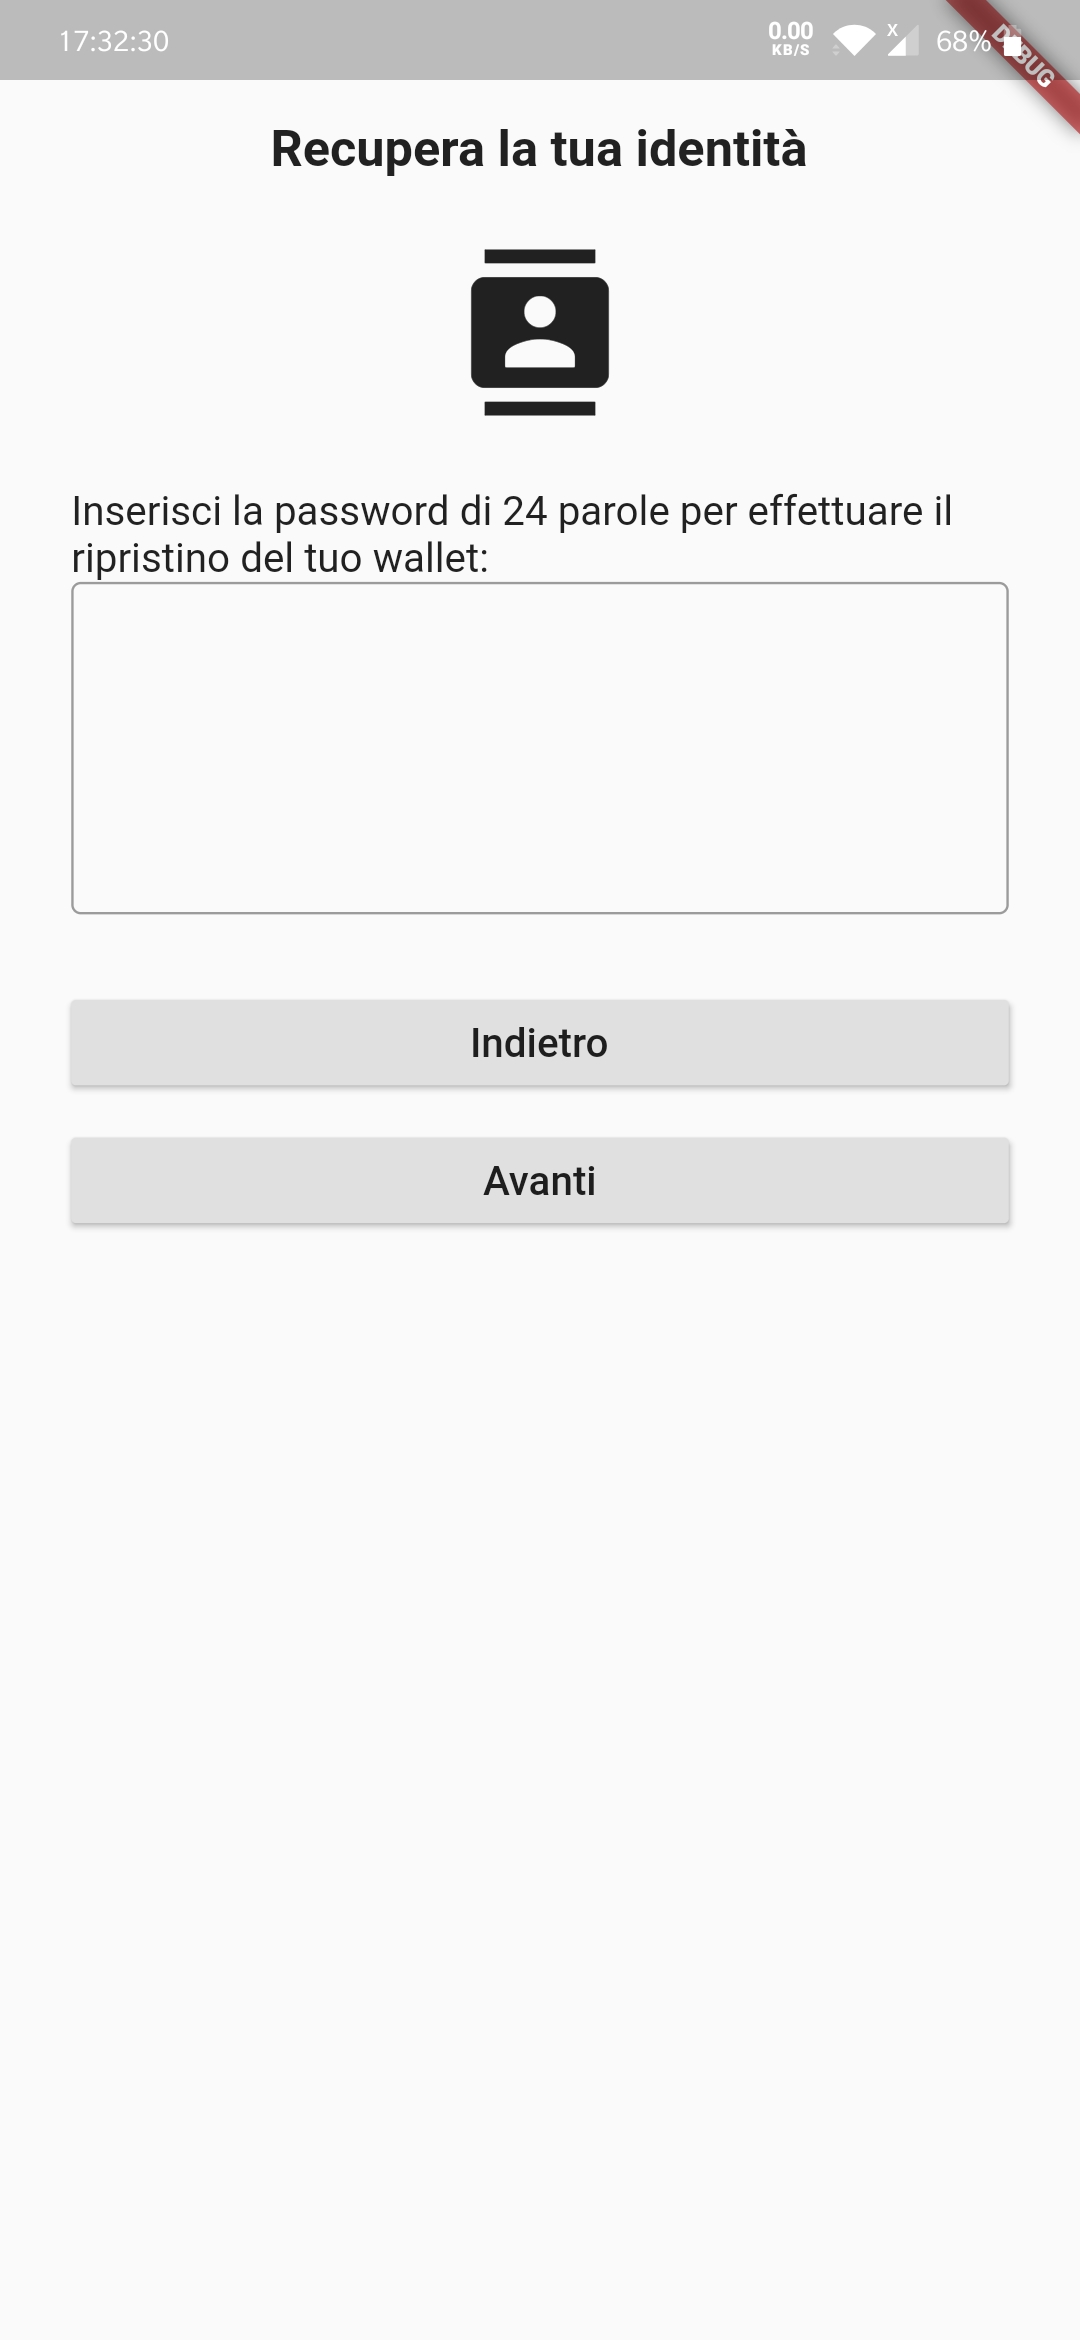 17:32:30
0.00
KB/S
X
68%
DEBUG
Recupera la tua identità
Inserisci la password di 24 parole per effettuare il
ripristino del tuo wallet:
Indietro
Avanti